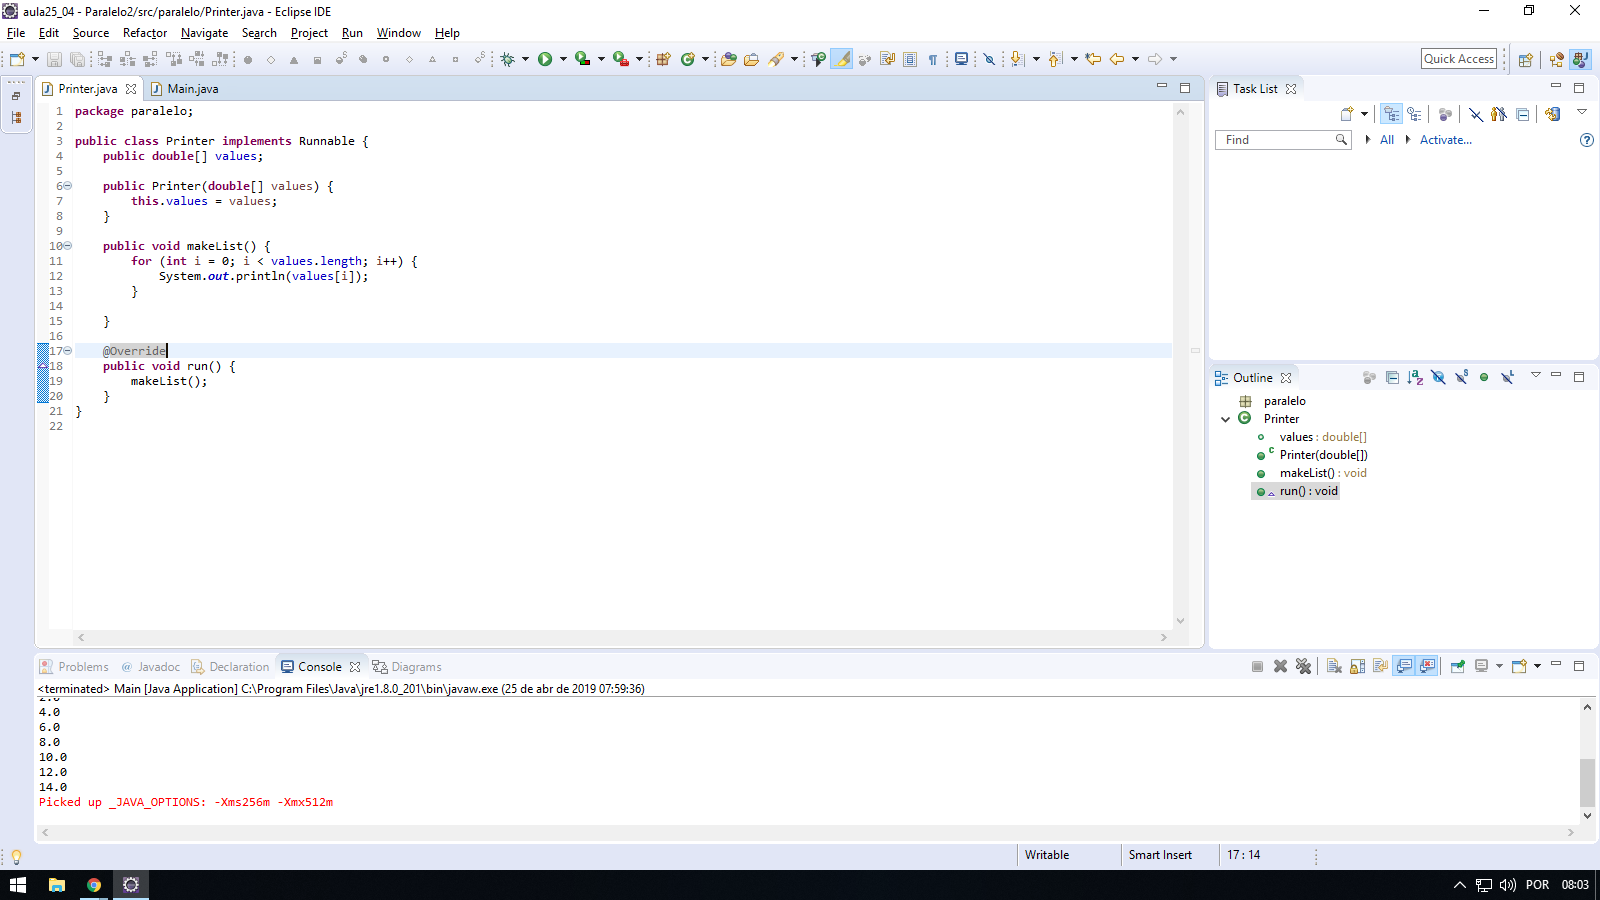 aula25_04 - Paralelo2/src/paralelo/Printer.java - Eclipse IDE
File Edit Source Refactor Navigate Search Project Run Window Help
Quick Access
Printer.java Main.java
1 package paralelo;
2
3 public class Printer implements Runnable {
4 public double[] values;
5
6 public Printer(double[] values) {
7 this.values = values;
8 }
9
10 public void makeList() {
11 for (int i = 0; i < values.length; i++) {
12 System.out.println(values[i]);
13 }
14
15 }
16
17 @Override
18 public void run() {
19 makeList();
20 }
21 }
22
Task List
Find All Activate...
Outline
paralelo
Printer
values : double[]
Printer(double[])
makeList() : void
run() : void
Problems Javadoc Declaration Console Diagrams
<terminated> Main [Java Application] C:\Program Files\Java\jre1.8.0_201\bin\javaw.exe (25 de abr de 2019 07:59:36)
2.0
4.0
6.0
8.0
10.0
12.0
14.0
Picked up _JAVA_OPTIONS: -Xms256m -Xmx512m
Writable Smart Insert 17 : 14
POR 08:03